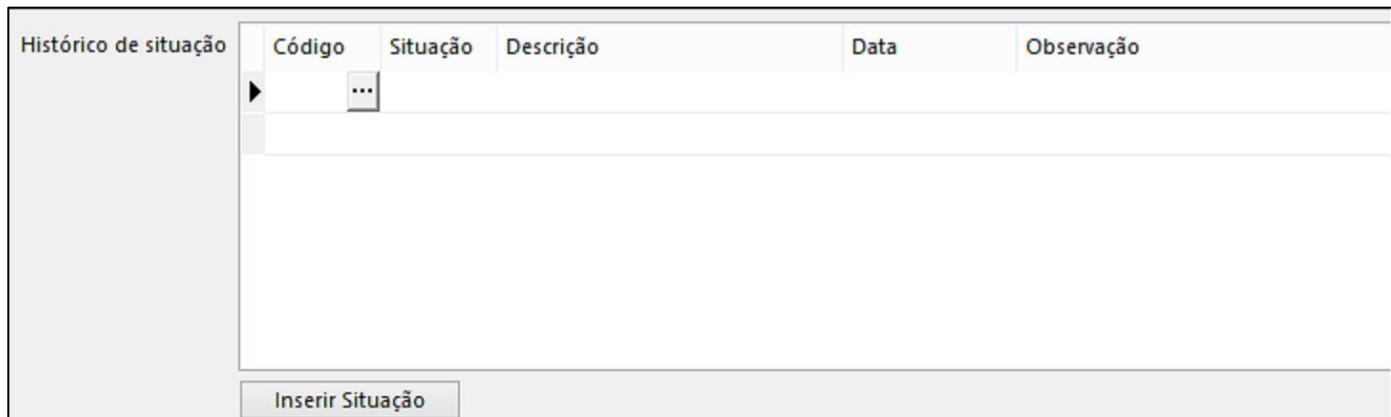 Histórico de situação Código Situação Descrição Data Observação
...
Inserir Situação